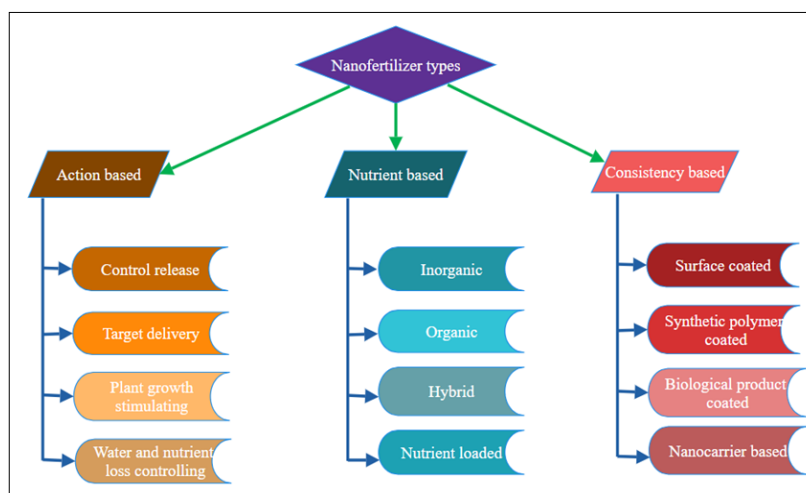 Nanofertilizer types
Action based
Control release
Target delivery
Plant growth
stimulating
Water and nutrient
loss controlling
Nutrient based
Inorganic
Organic
Hybrid
Nutrient loaded
Consistency based
Surface coated
Synthetic polymer
coated
Biological product
coated
Nanocarrier based